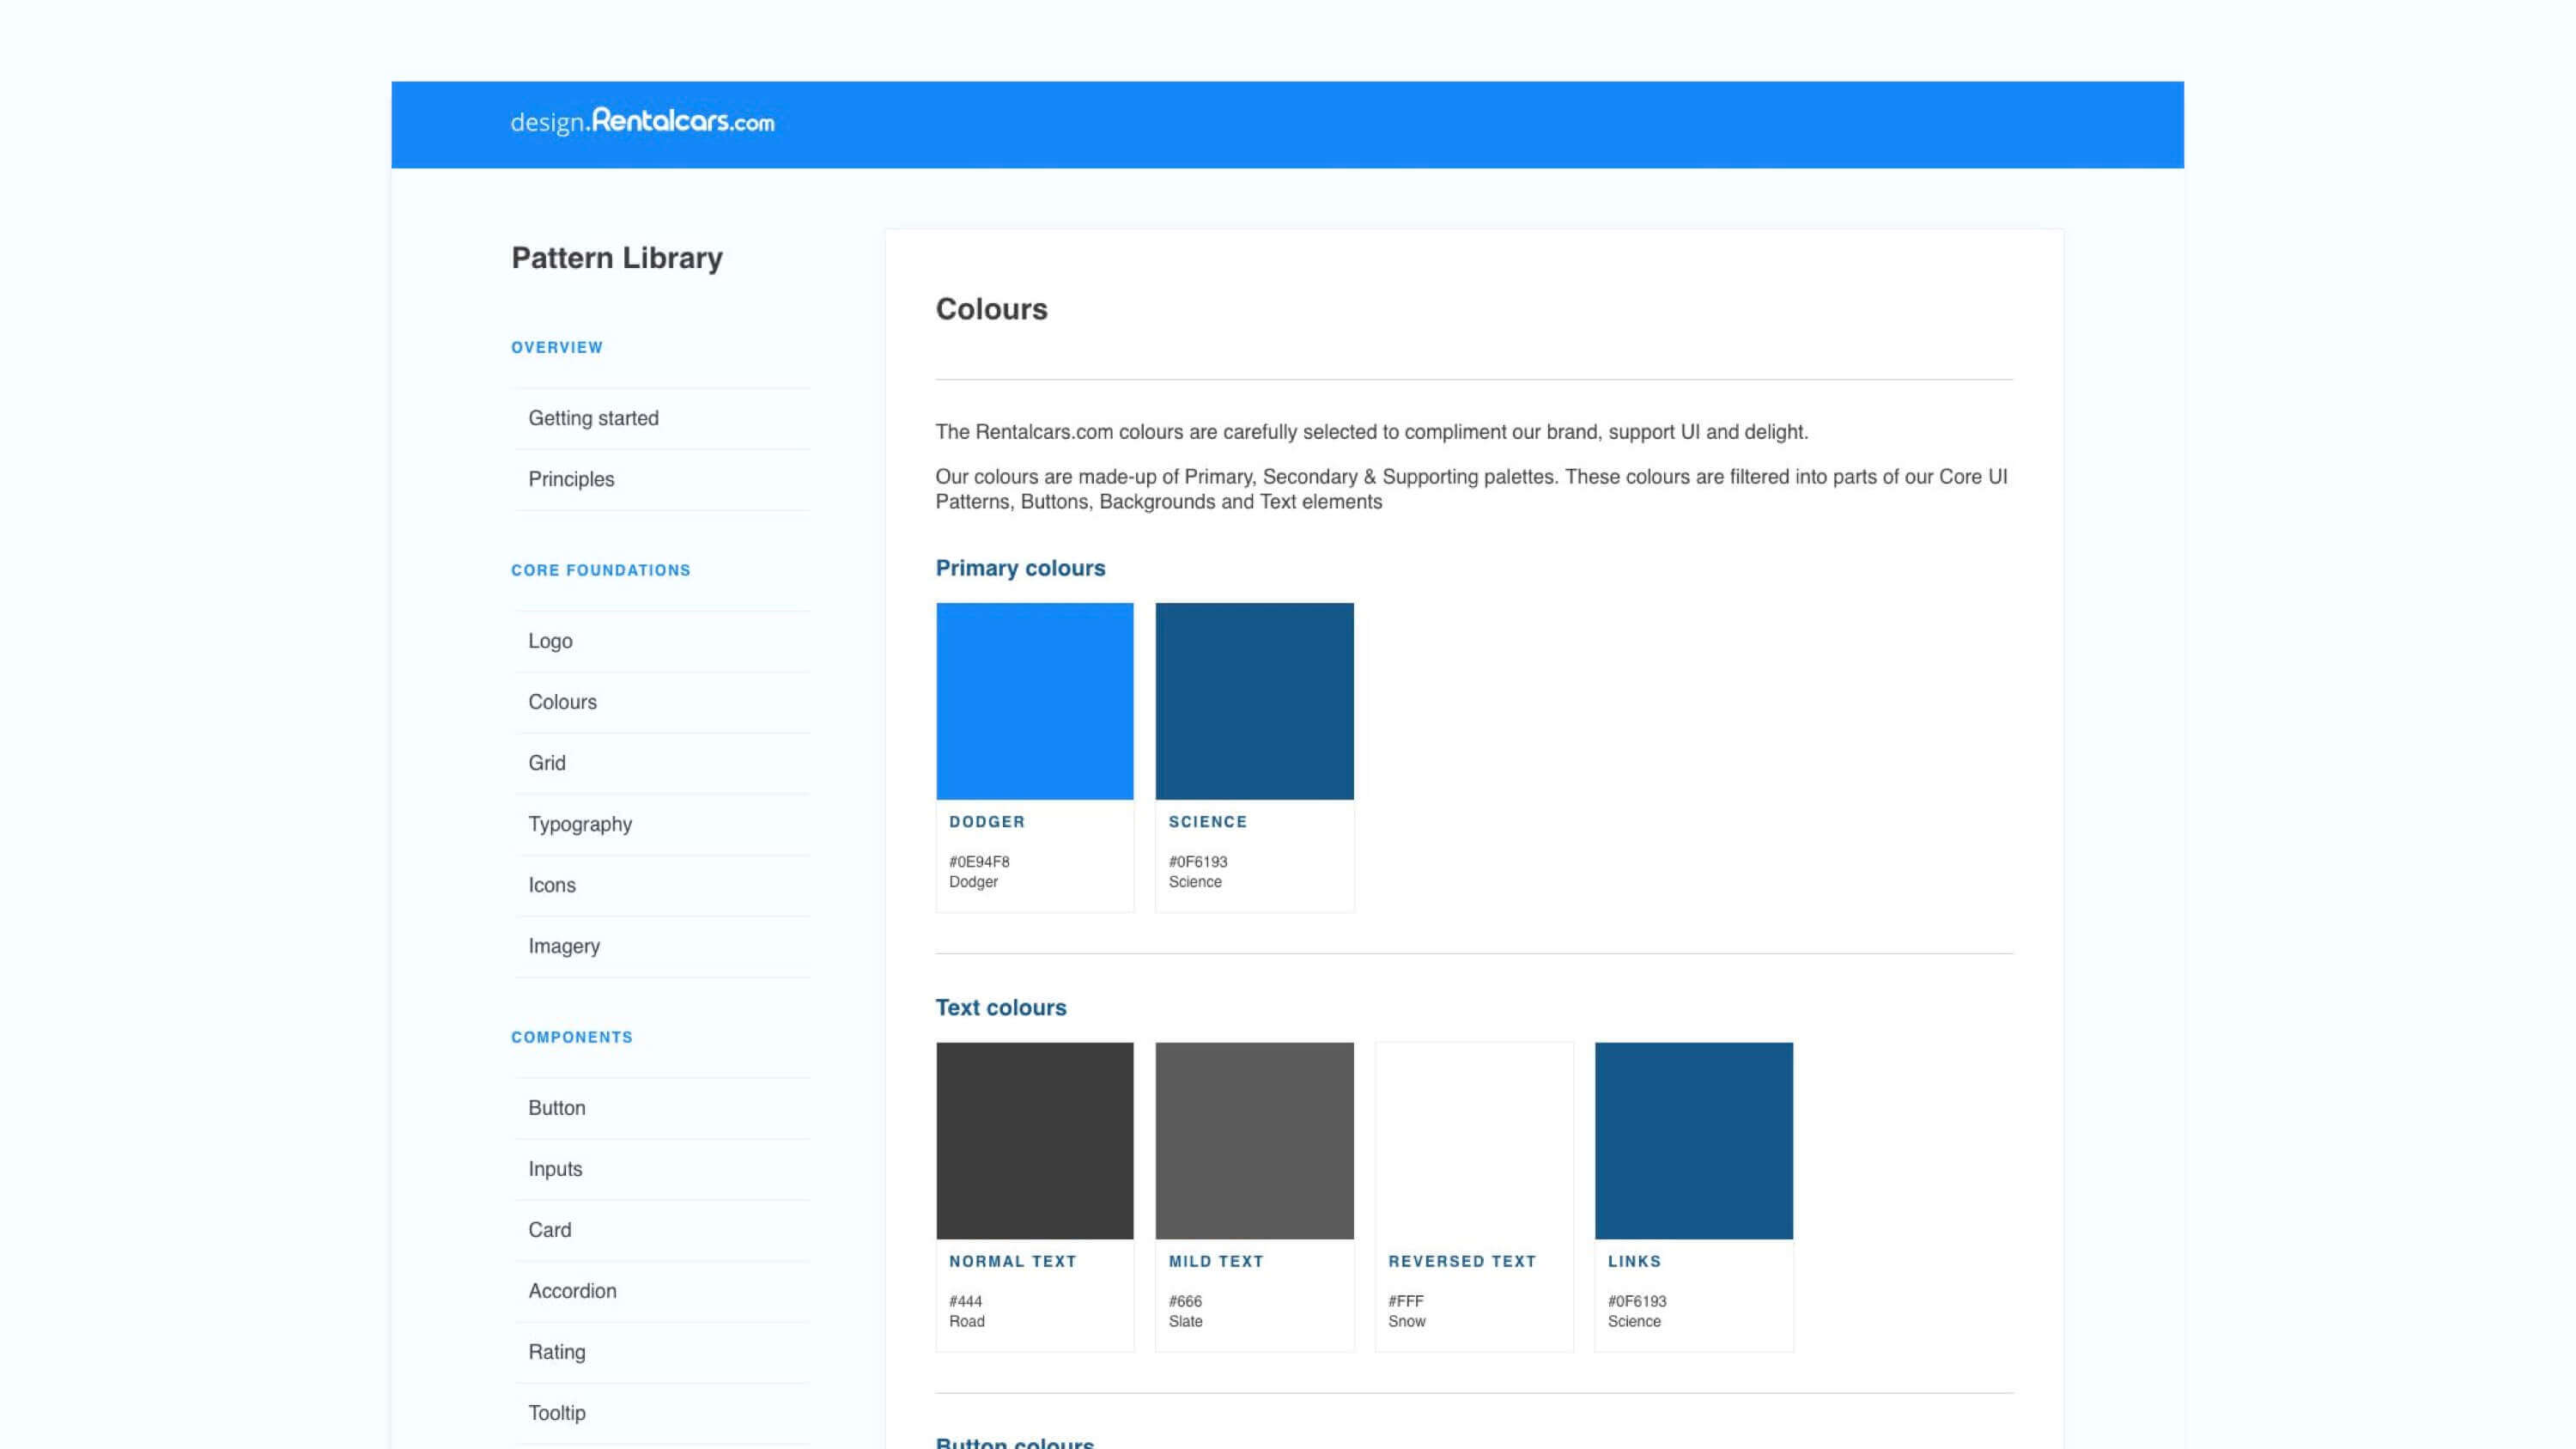 design.Rentalcars.com
Pattern Library
OVERVIEW
Getting started
Principles
CORE FOUNDATIONS
Logo
Colours
Grid
Typography
Icons
Imagery
COMPONENTS
Button
Inputs
Card
Accordion
Rating
Tooltip
Colours
The Rentalcars.com colours are carefully selected to compliment our brand, support UI and delight.
Our colours are made-up of Primary, Secondary & Supporting palettes. These colours are filtered into parts of our Core UI
Patterns, Buttons, Backgrounds and Text elements
Primary colours
DODGER
#0E94F8
Dodger
SCIENCE
#0F6193
Science
Text colours
NORMAL TEXT
#444
Road
MILD TEXT
#666
Slate
REVERSED TEXT
#FFF
Snow
LINKS
#0F6193
Science
Button colours